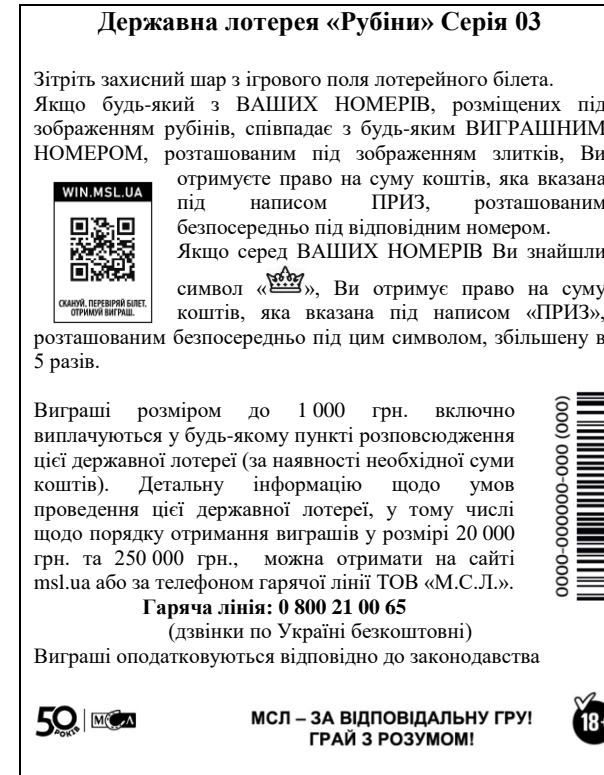 Державна лотерея «Рубіни» Серія 03
Зітріть захисний шар з ігрового поля лотерейного білета.
Якщо будь-який з ВАШИХ НОМЕРІВ, розміщених під
зображенням рубінів, співпадає з будь-яким ВИГРАШНИМ
НОМЕРОМ, розташованим під зображенням злитків, Ви
отримуєте право на суму коштів, яка вказана
під написом ПРИЗ, розташованим
безпосередньо під відповідним номером.
Якщо серед ВАШИХ НОМЕРІВ Ви знайшли
символ «», Ви отримує право на суму
коштів, яка вказана під написом «ПРИЗ»,
розташованим безпосередньо під цим символом, збільшену в
5 разів.
WIN.MSL.UA
СКАНУЙ. ПЕРЕВІРЯЙ БІЛЕТ.
ОТРИМУЙ ВИГРАШ.
Виграші розміром до 1 000 грн. включно
виплачуються у будь-якому пункті розповсюдження
цієї державної лотереї (за наявності необхідної суми
коштів). Детальну інформацію щодо умов
проведення цієї державної лотереї, у тому числі
щодо порядку отримання виграшів у розмірі 20 000
грн. та 250 000 грн., можна отримати на сайті
msl.ua або за телефоном гарячої лінії ТОВ «М.С.Л.».
Гаряча лінія: 0 800 21 00 65
(дзвінки по Україні безкоштовні)
Виграші оподатковуються відповідно до законодавства
0000-000000-000 (000)
50 РОКІВ МСЛ
МСЛ – ЗА ВІДПОВІДАЛЬНУ ГРУ!
ГРАЙ З РОЗУМОМ!
18+